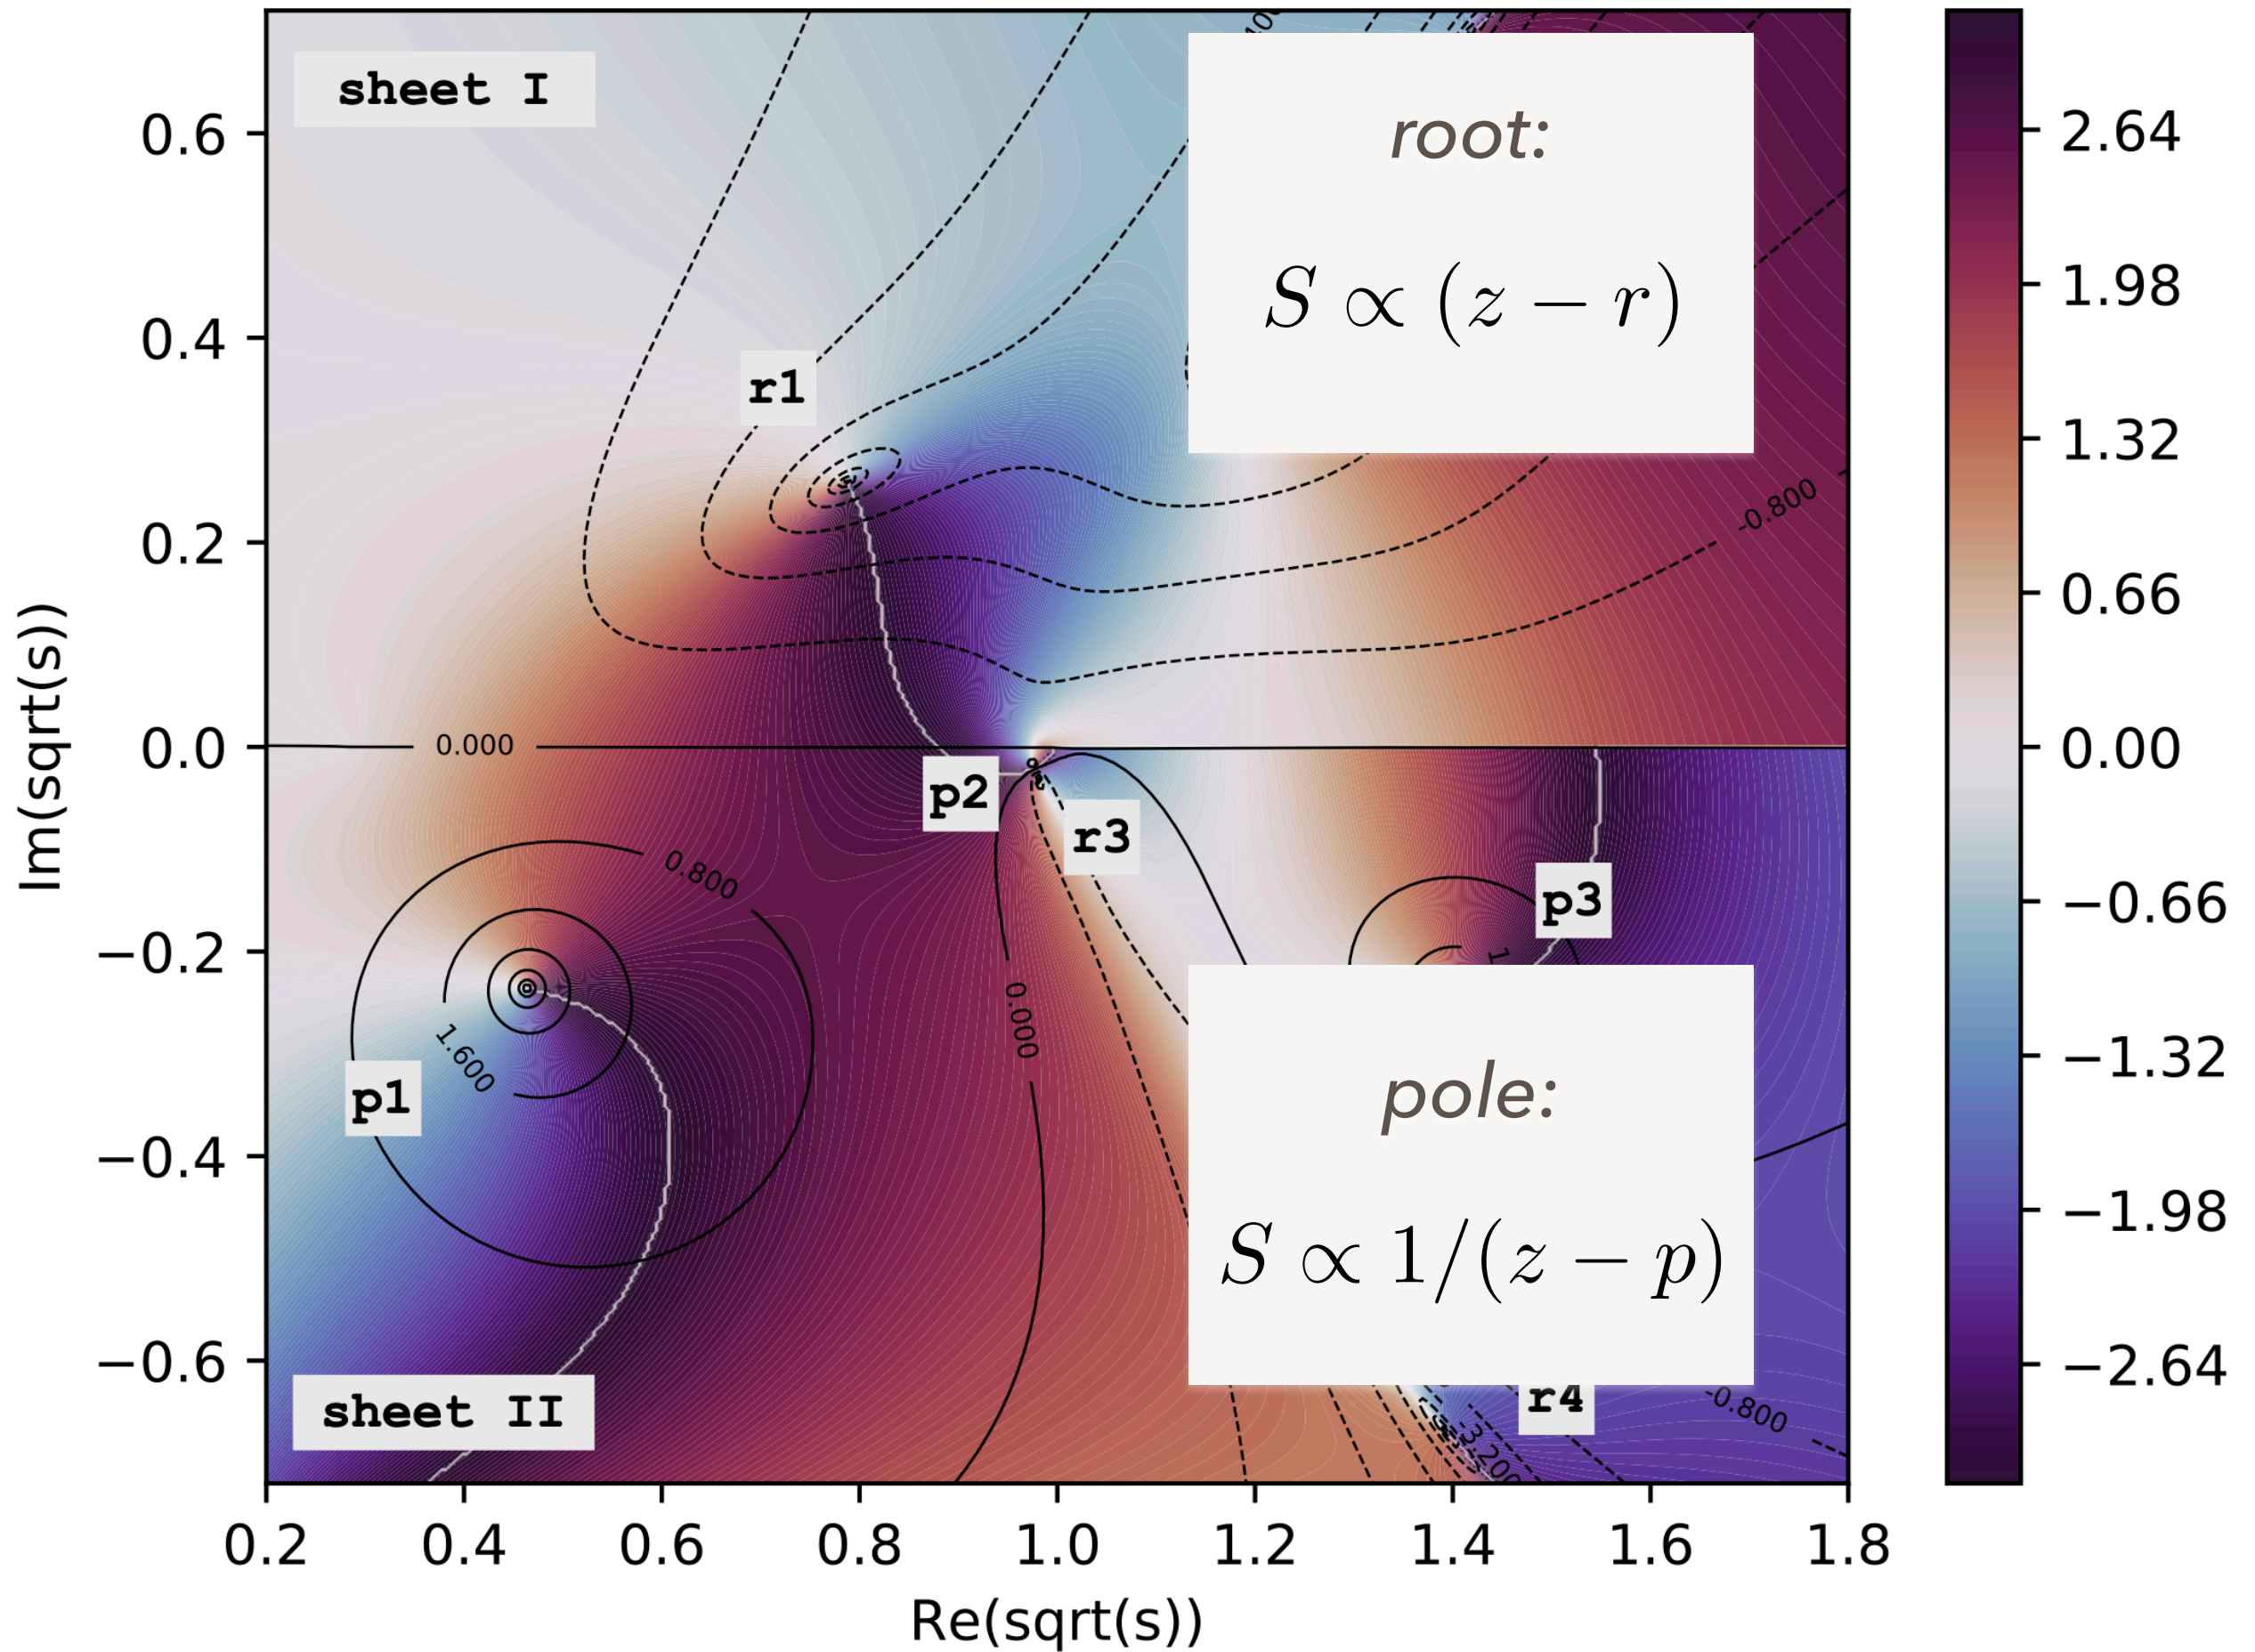 sheet I
root:
S ∝ (z − r)
r1
-0.800
0.000
p2
r3
0.800
p3
1.600
p1
0.000
pole:
S ∝ 1/(z − p)
sheet II
r4
-0.800
-3.200
0.6
0.4
0.2
0.0
−0.2
−0.4
−0.6
Im(sqrt(s))
0.2 0.4 0.6 0.8 1.0 1.2 1.4 1.6 1.8
Re(sqrt(s))
2.64
1.98
1.32
0.66
0.00
−0.66
−1.32
−1.98
−2.64